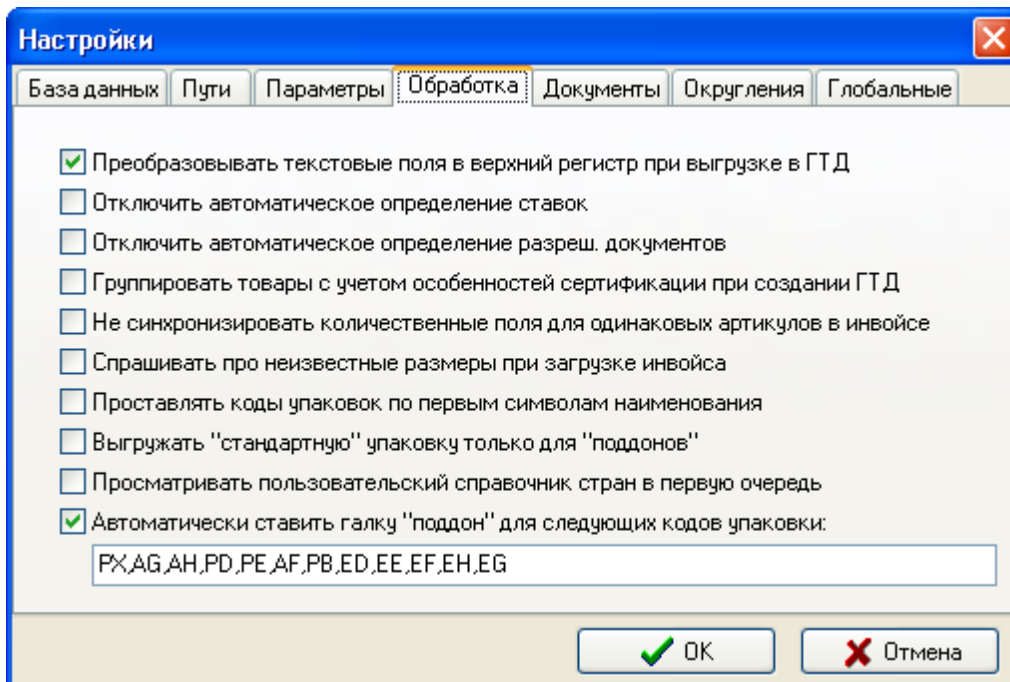 Настройки
База данных Пути Параметры Обработка Документы Округления Глобальные
Преобразовывать текстовые поля в верхний регистр при выгрузке в ГТД
Отключить автоматическое определение ставок
Отключить автоматическое определение разреш. документов
Группировать товары с учетом особенностей сертификации при создании ГТД
Не синхронизировать количественные поля для одинаковых артикулов в инвойсе
Спрашивать про неизвестные размеры при загрузке инвойса
Проставлять коды упаковок по первым символам наименования
Выгружать "стандартную" упаковку только для "поддонов"
Просматривать пользовательский справочник стран в первую очередь
Автоматически ставить галку "поддон" для следующих кодов упаковки:
PX,AG,AH,PD,PE,AF,PB,ED,EE,EF,EH,EG
OK Отмена